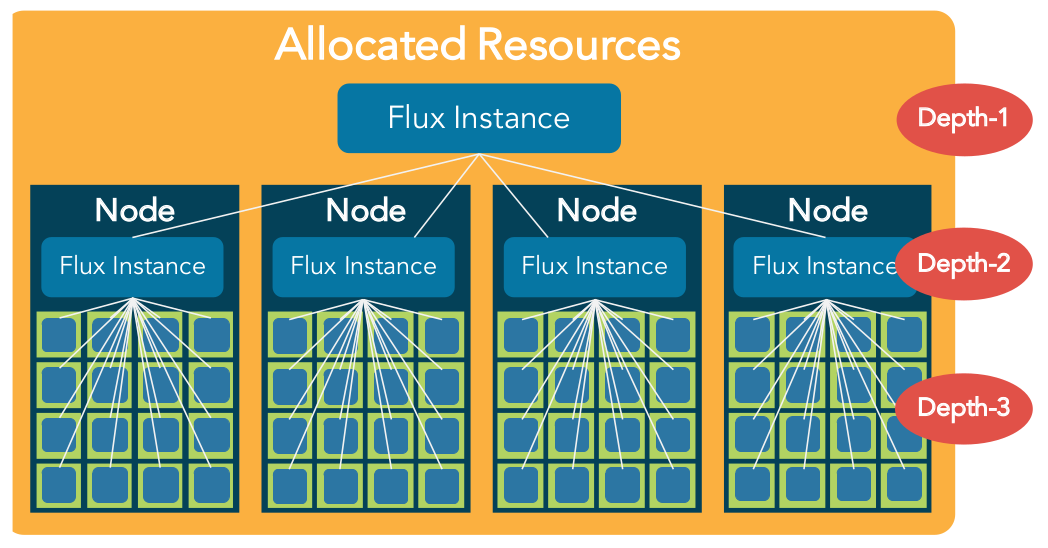 Allocated Resources
Flux Instance
Depth-1
Node
Node
Node
Node
Flux Instance
Flux Instance
Flux Instance
Flux Instance
Depth-2
Depth-3